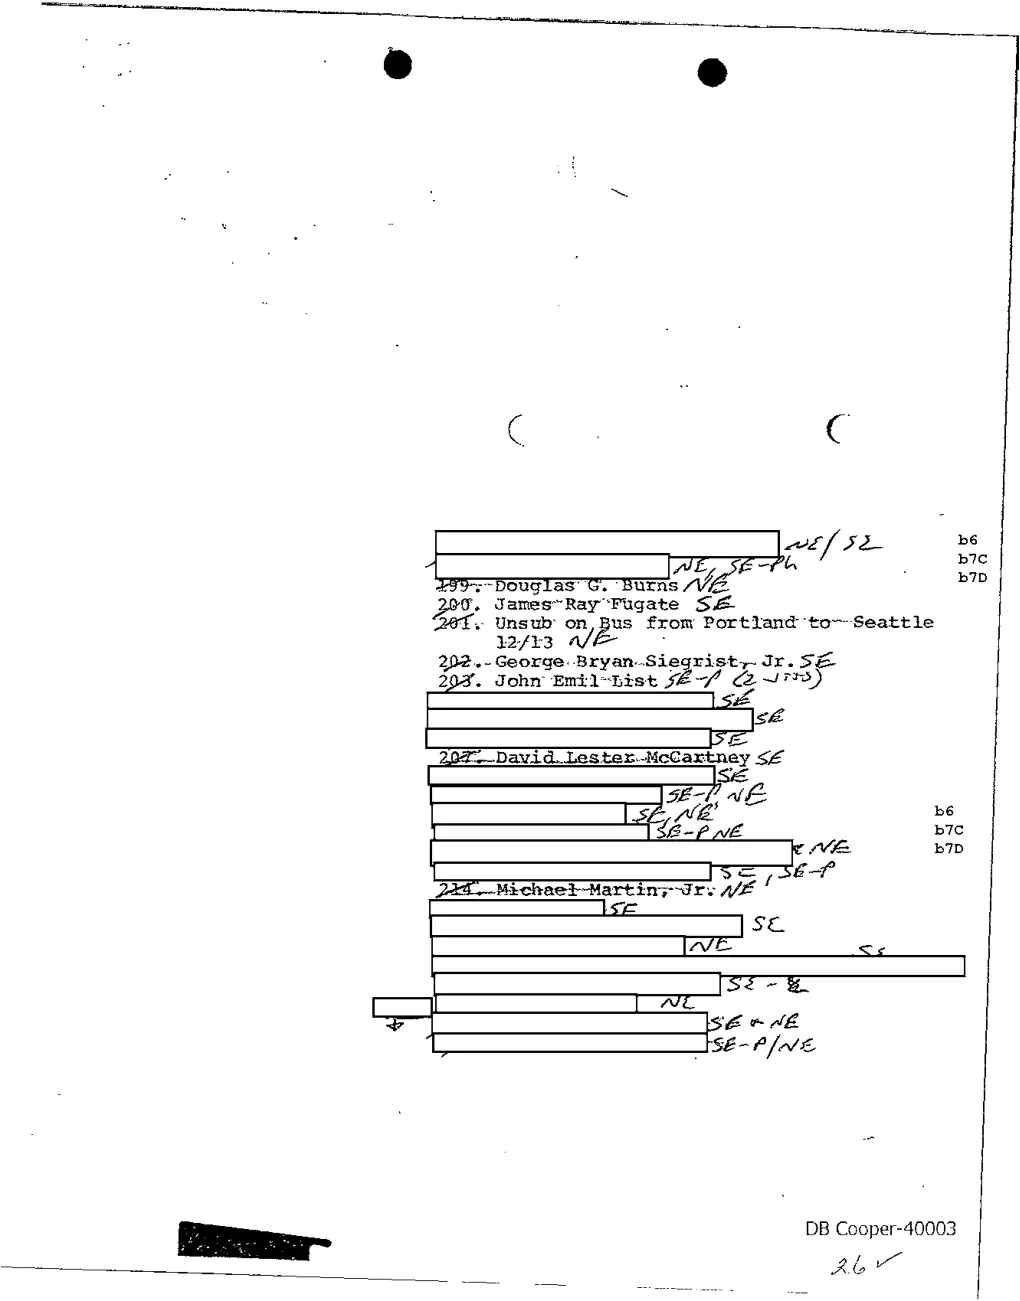 NE/SE b6
NE, SE-Ph b7C
199. Douglas G. Burns NE b7D
200. James Ray Fugate SE
201. Unsub on Bus from Portland to Seattle
12/13 NE
202. George Bryan Siegrist, Jr. SE
203. John Emil List SE-P
SE
SE
SE
207. David Lester McCartney SE
SE
SE-P, NE
SE, NE b6
SE-P NE b7C
NE b7D
SE, SE-P
214. Michael Martin, Jr. NE
SE
SE
NE
SE
SE -
NE
SE & NE
SE-P/NE
DB Cooper-40003
26 ✓